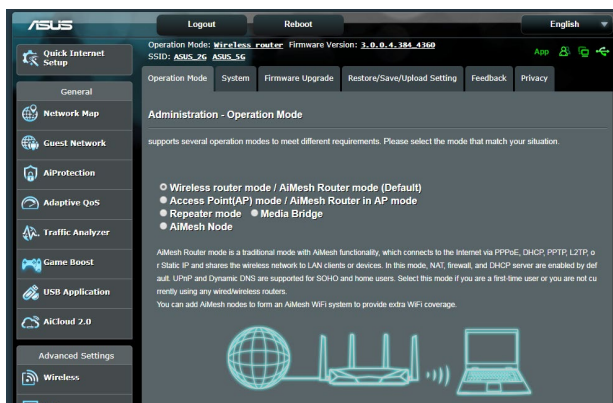 ASUS
Logout
Reboot
English
Quick Internet
Setup
Operation Mode: Wireless router Firmware Version: 3.0.0.4.384_4360
SSID: ASUS_2G ASUS_5G
App
Operation Mode
System
Firmware Upgrade
Restore/Save/Upload Setting
Feedback
Privacy
General
Network Map
Guest Network
AiProtection
Adaptive QoS
Traffic Analyzer
Game Boost
USB Application
AiCloud 2.0
Advanced Settings
Wireless
Administration - Operation Mode
supports several operation modes to meet different requirements. Please select the mode that match your situation.
Wireless router mode / AiMesh Router mode (Default)
Access Point(AP) mode / AiMesh Router in AP mode
Repeater mode Media Bridge
AiMesh Node
AiMesh Router mode is a traditional mode with AiMesh functionality, which connects to the Internet via PPPoE, DHCP, PPTP, L2TP, o
r Static IP and shares the wireless network to LAN clients or devices. In this mode, NAT, firewall, and DHCP server are enabled by def
ault. UPnP and Dynamic DNS are supported for SOHO and home users. Select this mode if you are a first-time user or you are not cu
rrently using any wired/wireless routers.
You can add AiMesh nodes to form an AiMesh WiFi system to provide extra WiFi coverage.